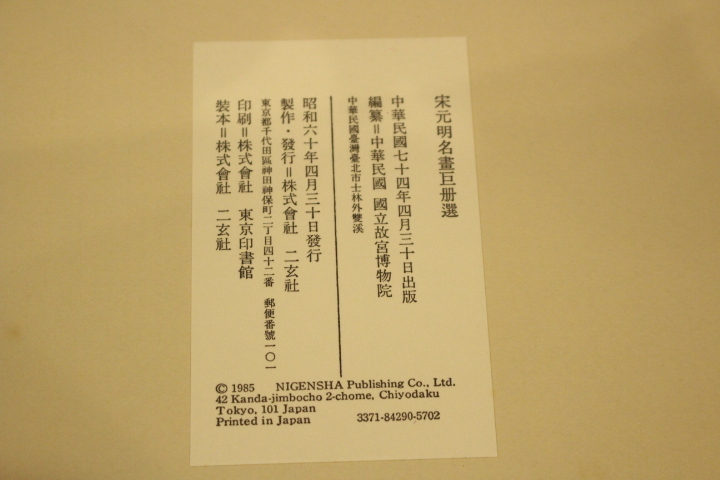 宋元明名畫巨册選
中華民國七十四年四月三十日出版
編纂＝中華民國 國立故宮博物院
中華民國臺灣臺北市士林外雙溪
昭和六十年四月三十日發行
製作・發行＝株式會社 二玄社
東京都千代田區神田神保町二丁目四十二番 郵便番號一〇一
印刷＝株式會社 東京印書館
裝本＝株式會社 二玄社
© 1985 NIGENSHA Publishing Co., Ltd.
42 Kanda-jimbocho 2-chome, Chiyodaku
Tokyo, 101 Japan
Printed in Japan 3371-84290-5702